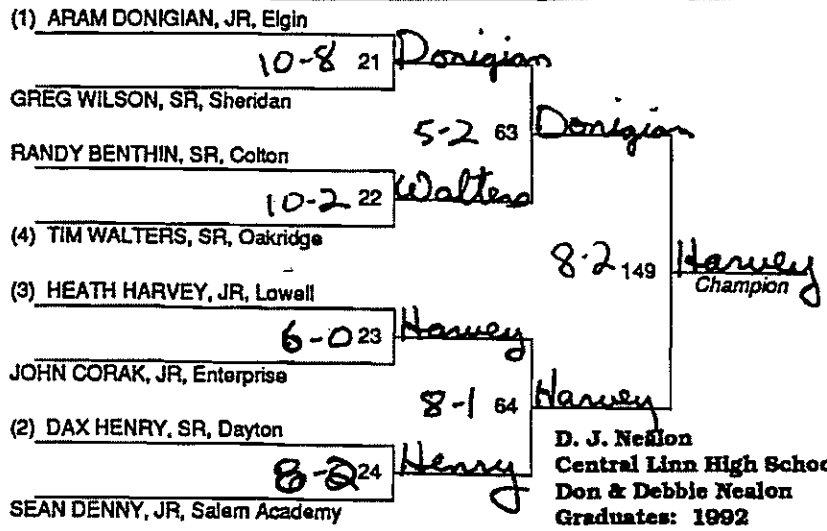 (1) ARAM DONIGIAN, JR, Elgin
10-8 21 Donigian
GREG WILSON, SR, Sheridan
5-2 63 Donigian
RANDY BENTHIN, SR, Colton
10-2 22 Walters
(4) TIM WALTERS, SR, Oakridge
8-2 149 Harvey
Champion
(3) HEATH HARVEY, JR, Lowell
6-0 23 Harvey
JOHN CORAK, JR, Enterprise
8-1 64 Harvey
(2) DAX HENRY, SR, Dayton
8-2 24 Henry
SEAN DENNY, JR, Salem Academy
D. J. Nealon
Central Linn High Schoo
Don & Debbie Nealon
Graduates: 1992